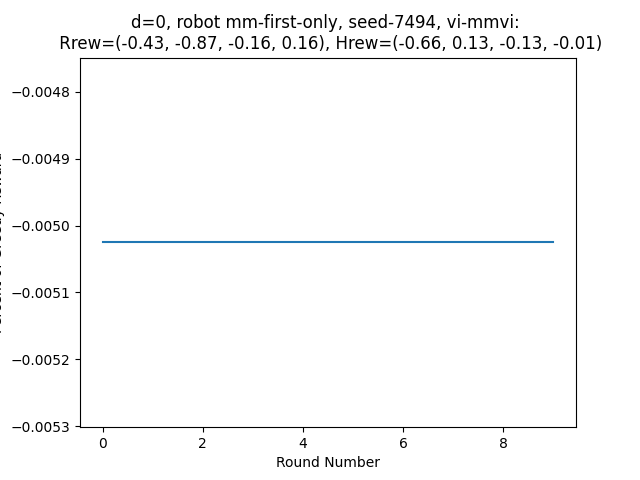 d=0, robot mm-first-only, seed-7494, vi-mmvi:
Rrew=(-0.43, -0.87, -0.16, 0.16), Hrew=(-0.66, 0.13, -0.13, -0.01)
−0.0048
−0.0049
−0.0050
−0.0051
−0.0052
−0.0053
0 2 4 6 8
Round Number